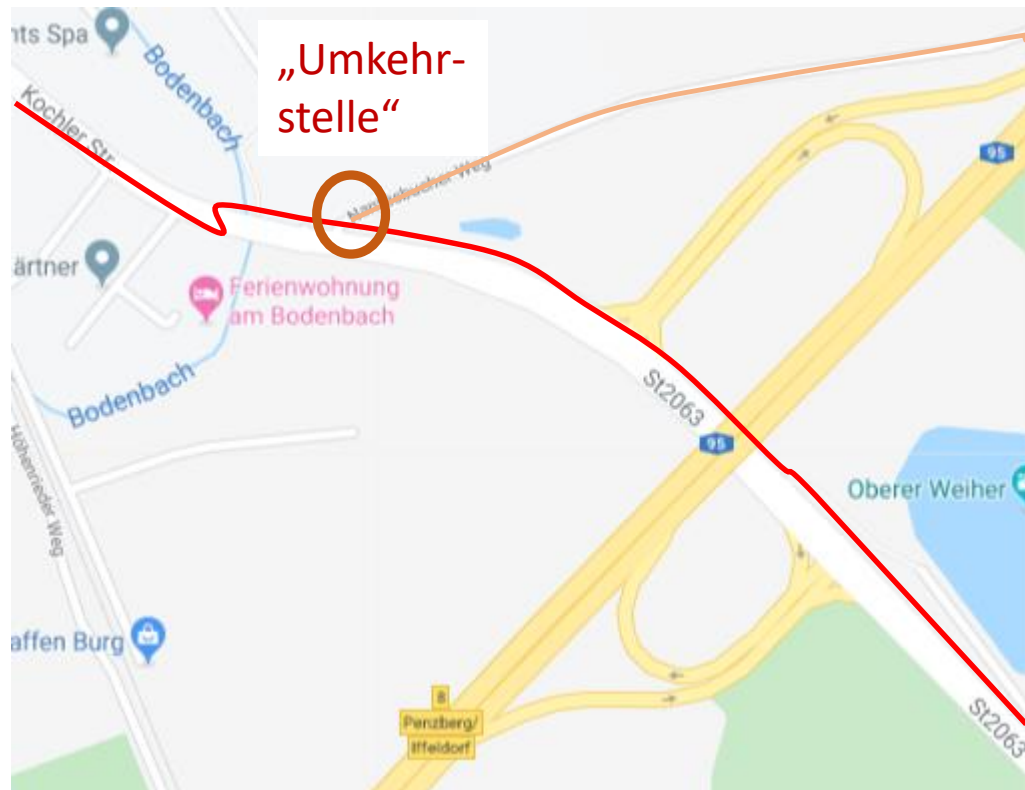 nts Spa
Bodenbach
„Umkehr-
stelle“
Kochler Str
95
ärtner
Ferienwohnung
am Bodenbach
St2063
95
Oberer Weiher
Bodenbach
Höhenrieder Weg
affen Burg
8
Penzberg/
Iffeldorf
St2063